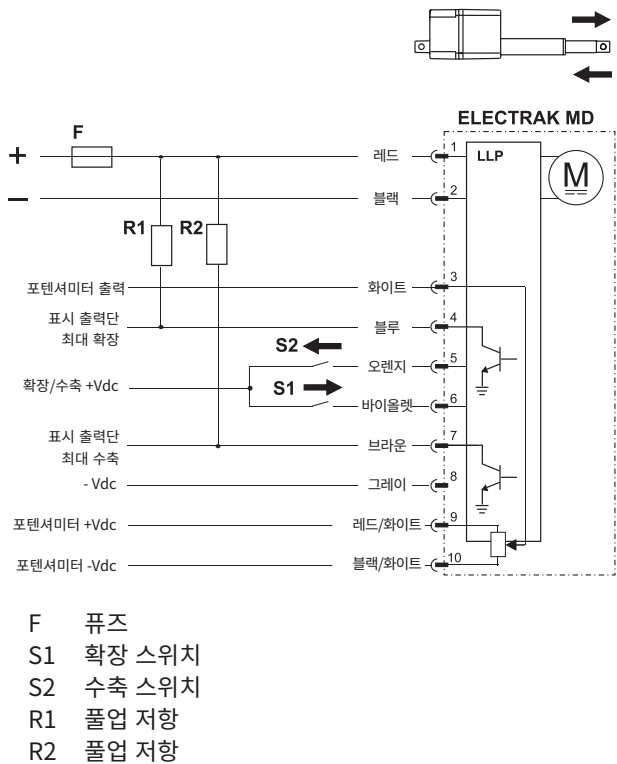 ELECTRAK MD
F
+ 레드 1 LLP M
− 블랙 2
R1 R2
포텐셔미터 출력 화이트 3
표시 출력단
최대 확장
블루 4
S2
오렌지 5
확장/수축 +Vdc
S1
바이올렛 6
표시 출력단
최대 수축
브라운 7
- Vdc 그레이 8
포텐셔미터 +Vdc 레드/화이트 9
포텐셔미터 -Vdc 블랙/화이트 10
F 퓨즈
S1 확장 스위치
S2 수축 스위치
R1 풀업 저항
R2 풀업 저항